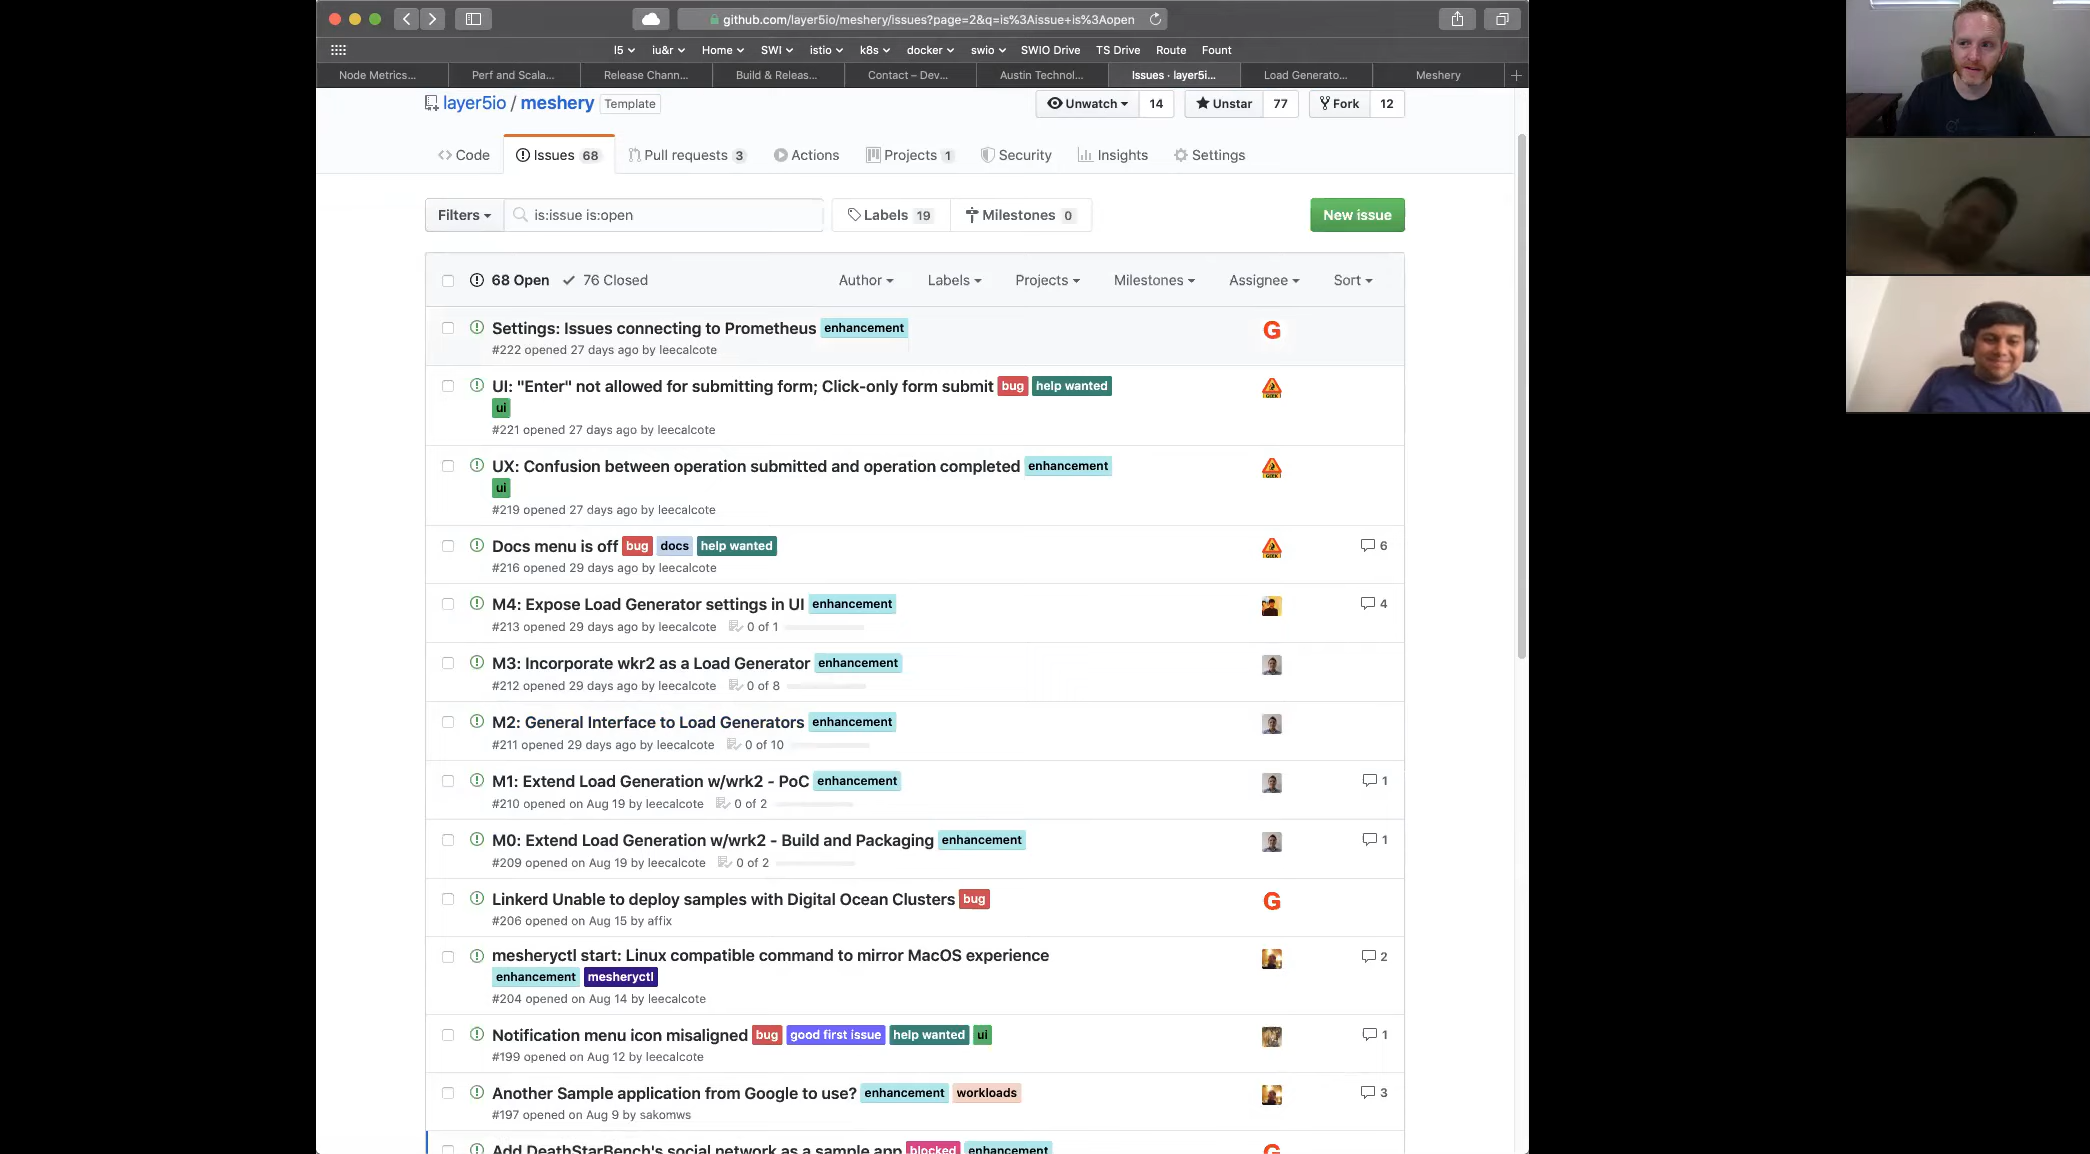 github.com/layer5io/meshery/issues?page=2&q=is%3Aissue+is%3Aopen
l5 iu&r Home SWI istio k8s docker swio SWIO Drive TS Drive Route Fount
Node Metrics... Perf and Scala... Release Chann... Build & Releas... Contact – Dev... Austin Technol... Issues · layer5i... Load Generato... Meshery
layer5io / meshery Template Unwatch 14 Unstar 77 Fork 12
Code Issues 68 Pull requests 3 Actions Projects 1 Security Insights Settings
Filters is:issue is:open Labels 19 Milestones 0 New issue
68 Open 76 Closed Author Labels Projects Milestones Assignee Sort
Settings: Issues connecting to Prometheus enhancement
#222 opened 27 days ago by leecalcote
UI: "Enter" not allowed for submitting form; Click-only form submit bug help wanted
ui
#221 opened 27 days ago by leecalcote
UX: Confusion between operation submitted and operation completed enhancement
ui
#219 opened 27 days ago by leecalcote
Docs menu is off bug docs help wanted 6
#216 opened 29 days ago by leecalcote
M4: Expose Load Generator settings in UI enhancement 4
#213 opened 29 days ago by leecalcote 0 of 1
M3: Incorporate wkr2 as a Load Generator enhancement
#212 opened 29 days ago by leecalcote 0 of 8
M2: General Interface to Load Generators enhancement
#211 opened 29 days ago by leecalcote 0 of 10
M1: Extend Load Generation w/wrk2 - PoC enhancement 1
#210 opened on Aug 19 by leecalcote 0 of 2
M0: Extend Load Generation w/wrk2 - Build and Packaging enhancement 1
#209 opened on Aug 19 by leecalcote 0 of 2
Linkerd Unable to deploy samples with Digital Ocean Clusters bug
#206 opened on Aug 15 by affix
mesheryctl start: Linux compatible command to mirror MacOS experience 2
enhancement mesheryctl
#204 opened on Aug 14 by leecalcote
Notification menu icon misaligned bug good first issue help wanted ui 1
#199 opened on Aug 12 by leecalcote
Another Sample application from Google to use? enhancement workloads 3
#197 opened on Aug 9 by sakomws
Add DeathStarBench's social network as a sample app blocked enhancement